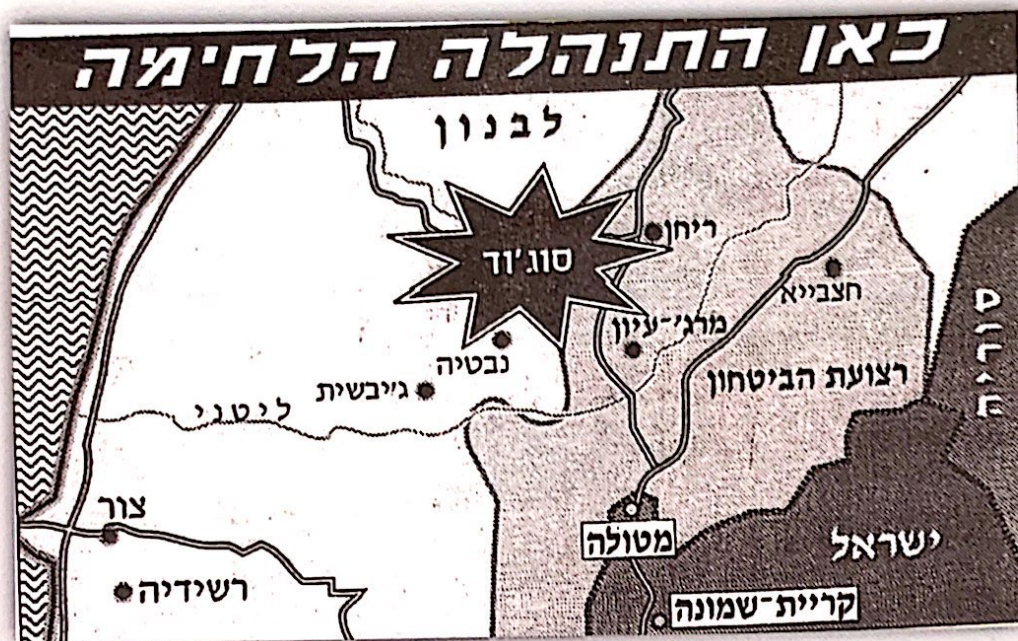 כאן התנהלה הלחימה
לבנון
ריחן
סוג'וד
חצבייא
סוריה
מרג'-עיון
נבטיה
רצועת הביטחון
ג'יבשית
ליטני
צור
מטולה
ישראל
רשידיה
קריית-שמונה